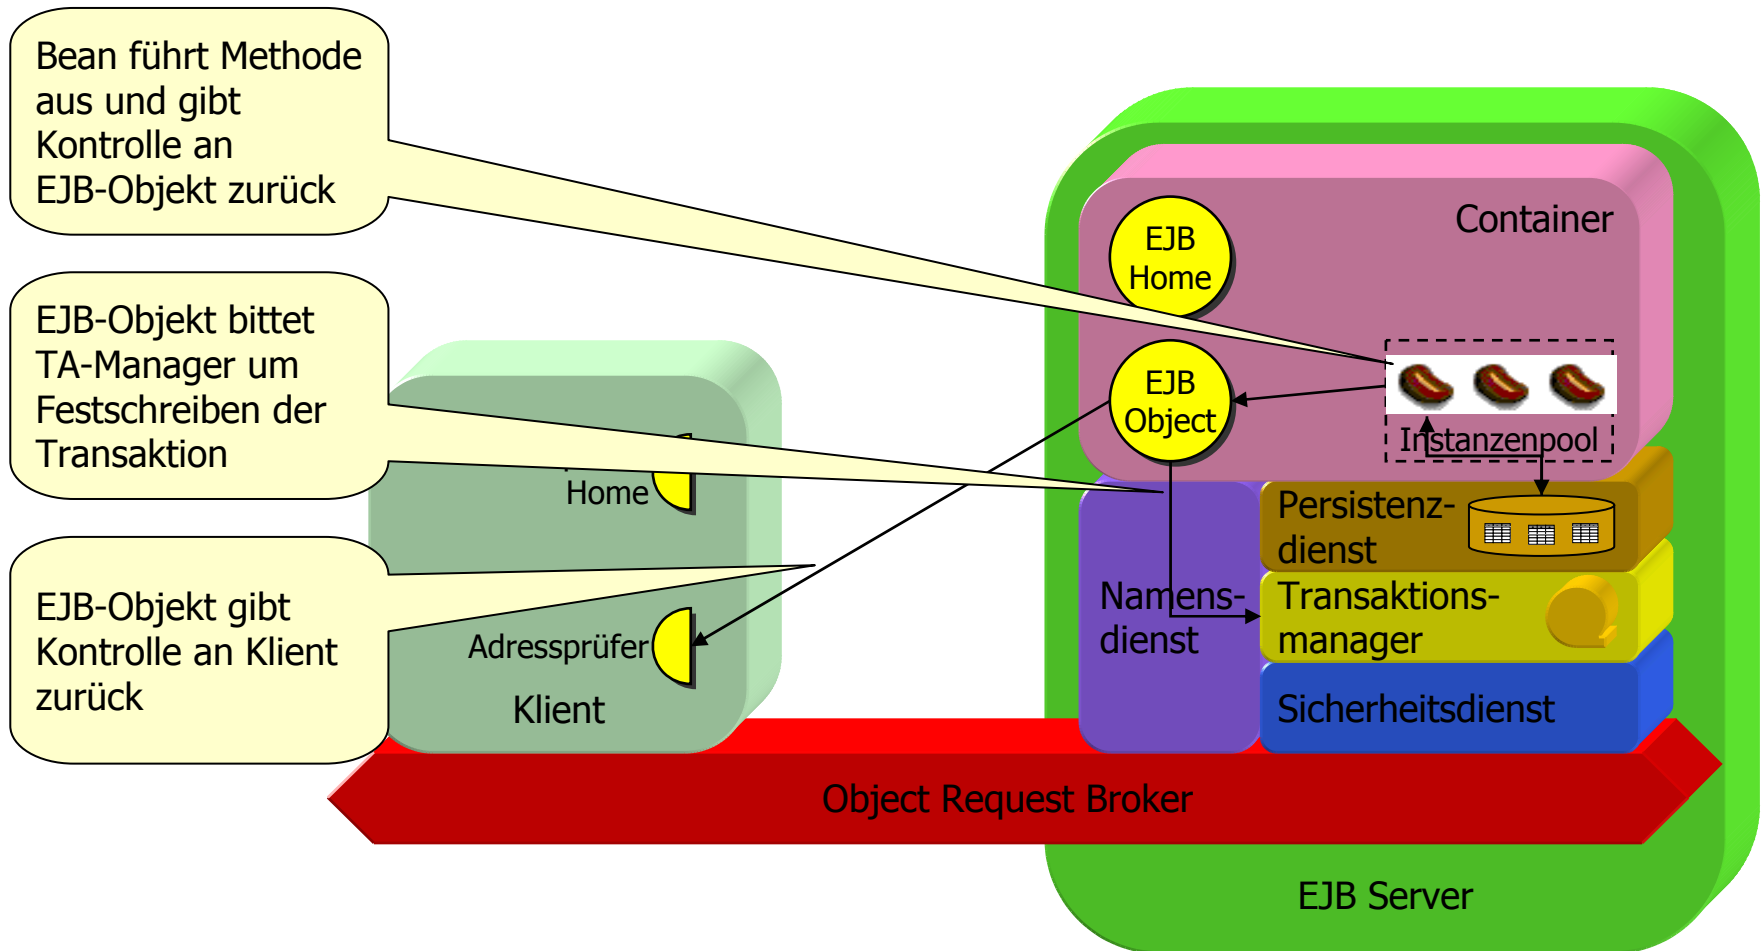 Bean führt Methode
aus und gibt
Kontrolle an
EJB-Objekt zurück
EJB-Objekt bittet
TA-Manager um
Festschreiben der
Transaktion
EJB-Objekt gibt
Kontrolle an Klient
zurück
Home
Adressprüfer
Klient
Container
EJB
Home
EJB
Object
Instanzenpool
Persistenz-
dienst
Namens-
dienst
Transaktions-
manager
Sicherheitsdienst
Object Request Broker
EJB Server